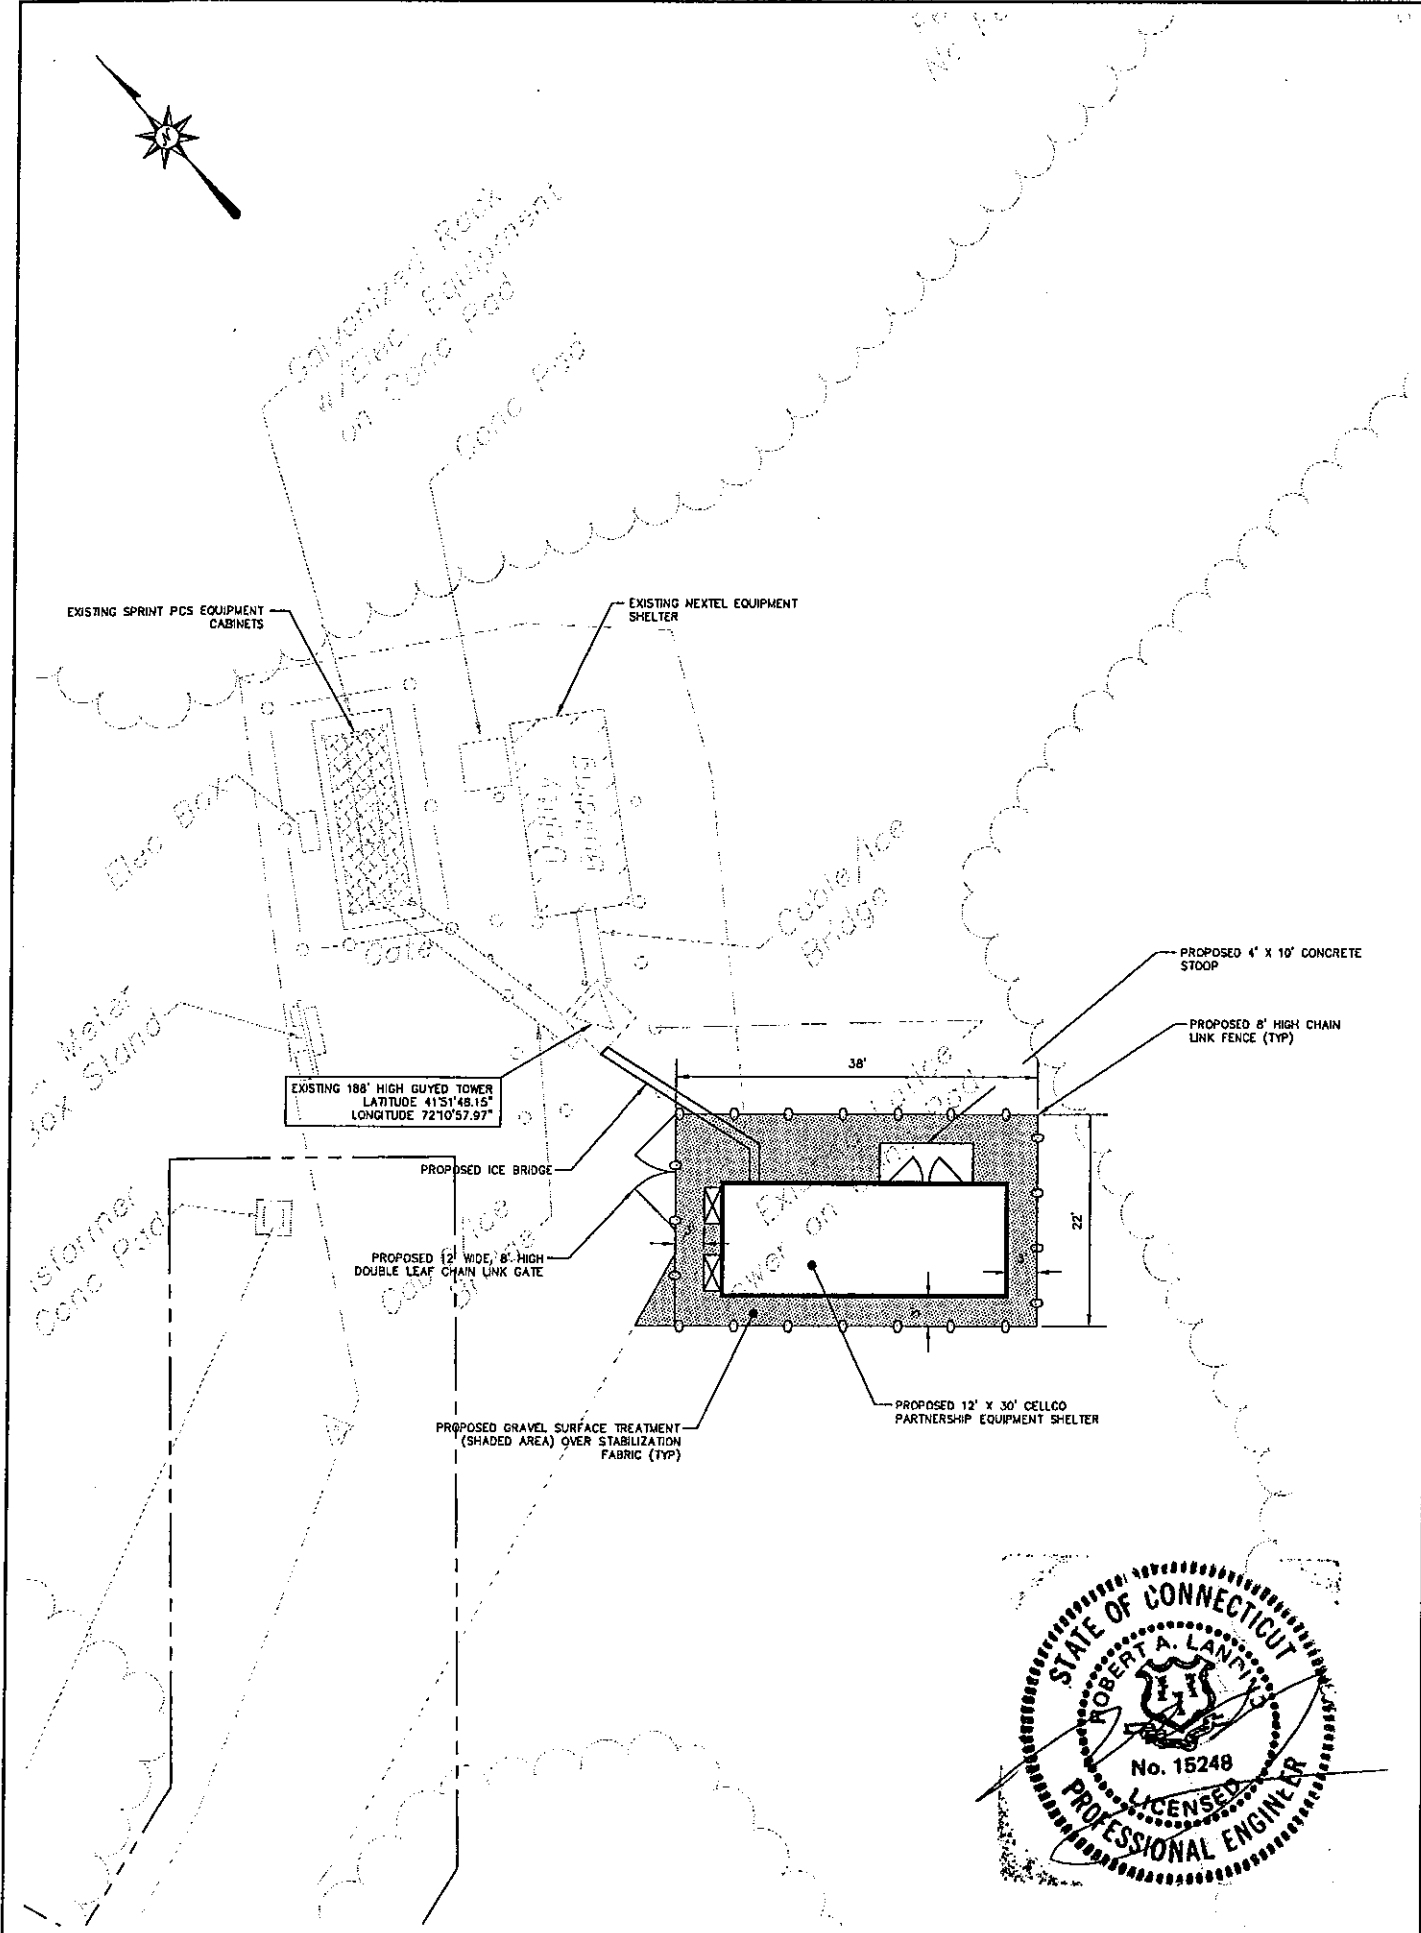 N
Galvanized Rack
w/Elec. Equipment
on Conc Pad
Conc Pad
EXISTING SPRINT PCS EQUIPMENT
CABINETS
EXISTING NEXTEL EQUIPMENT
SHELTER
Utility
Building
Elec Box
Cable/Ice
Bridge
Gate
PROPOSED 4' X 10' CONCRETE
STOOP
PROPOSED 8' HIGH CHAIN
LINK FENCE (TYP)
Meter
Box Stand
38'
EXISTING 188' HIGH GUYED TOWER
LATITUDE 41°51'48.15"
LONGITUDE 72°10'57.97"
PROPOSED ICE BRIDGE
22'
PROPOSED 12' WIDE, 8' HIGH
DOUBLE LEAF CHAIN LINK GATE
Conc Pad
Cable/Ice
Tower on
PROPOSED 12' X 30' CELLCO
PARTNERSHIP EQUIPMENT SHELTER
PROPOSED GRAVEL SURFACE TREATMENT
(SHADED AREA) OVER STABILIZATION
FABRIC (TYP)
STATE OF CONNECTICUT
ROBERT A. LANDINO
No. 15248
LICENSED
PROFESSIONAL ENGINEER